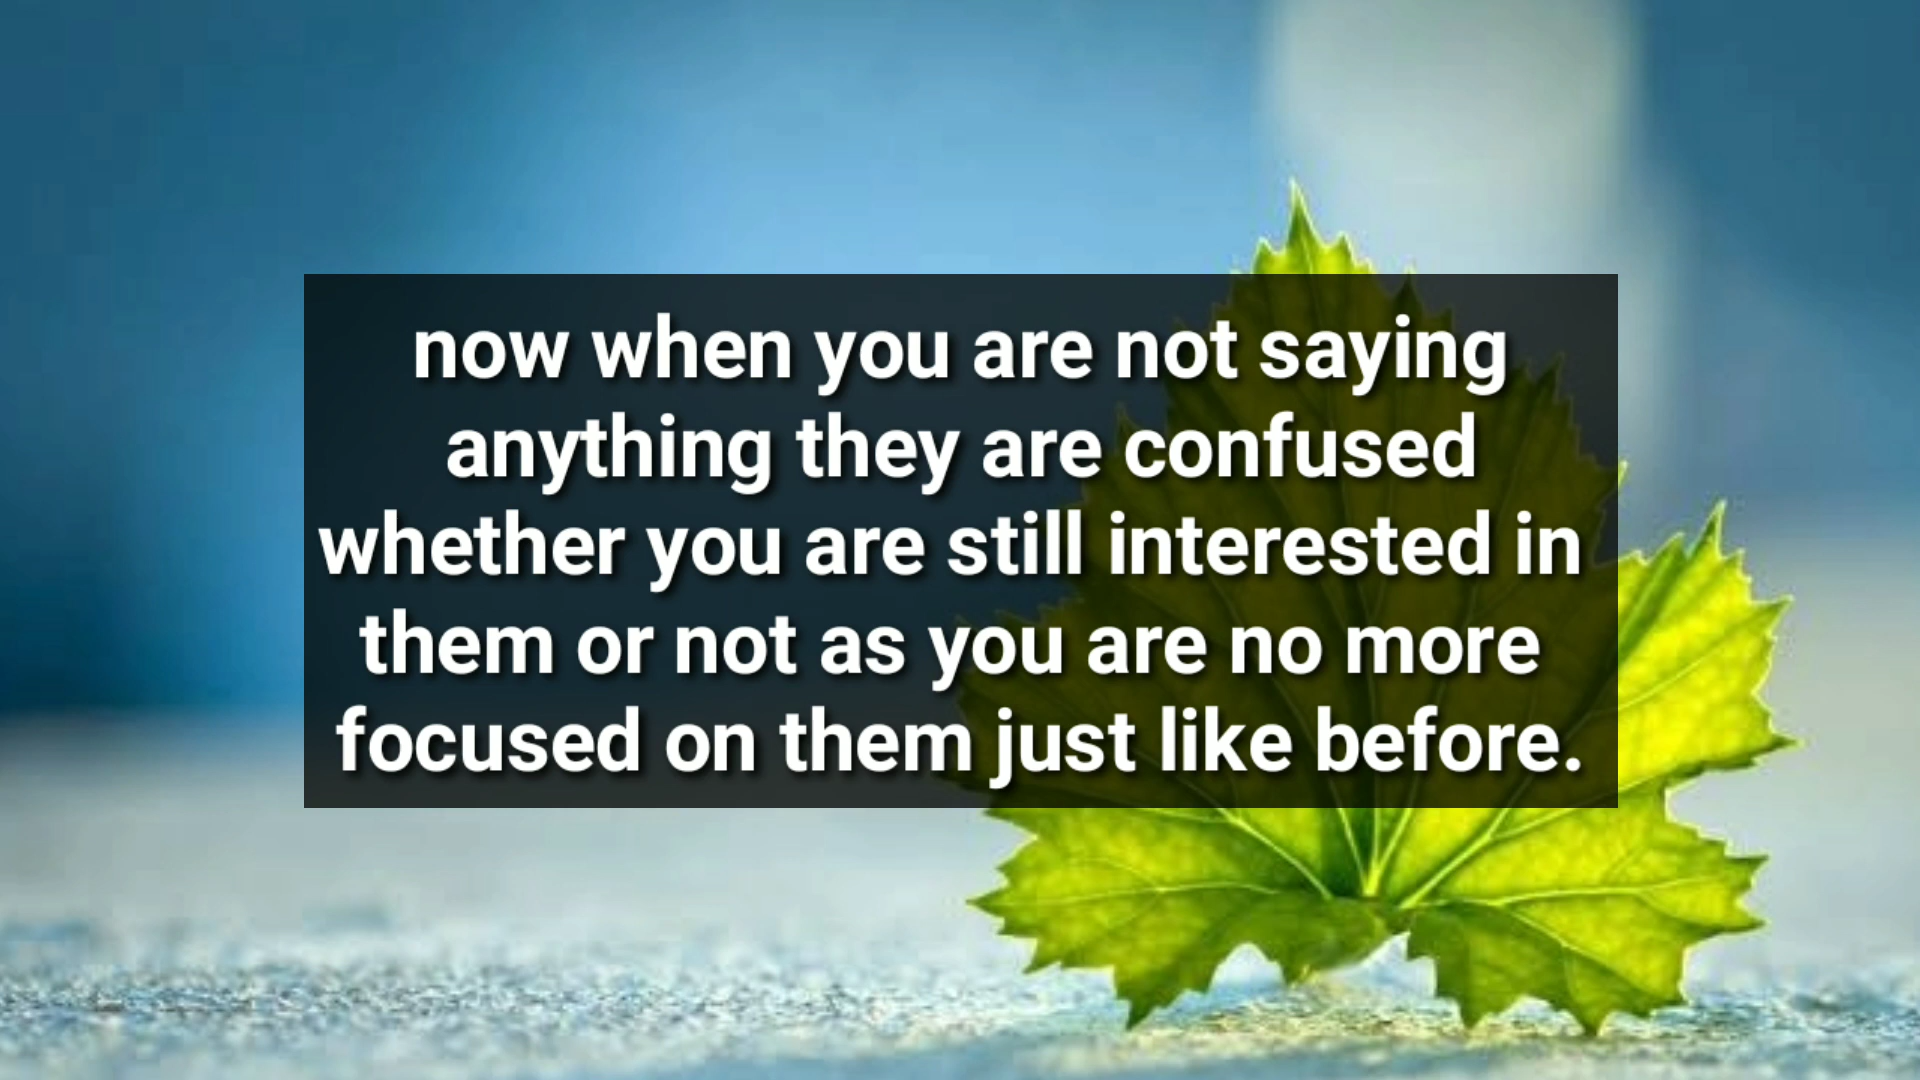 now when you are not saying
anything they are confused
whether you are still interested in
them or not as you are no more
focused on them just like before.